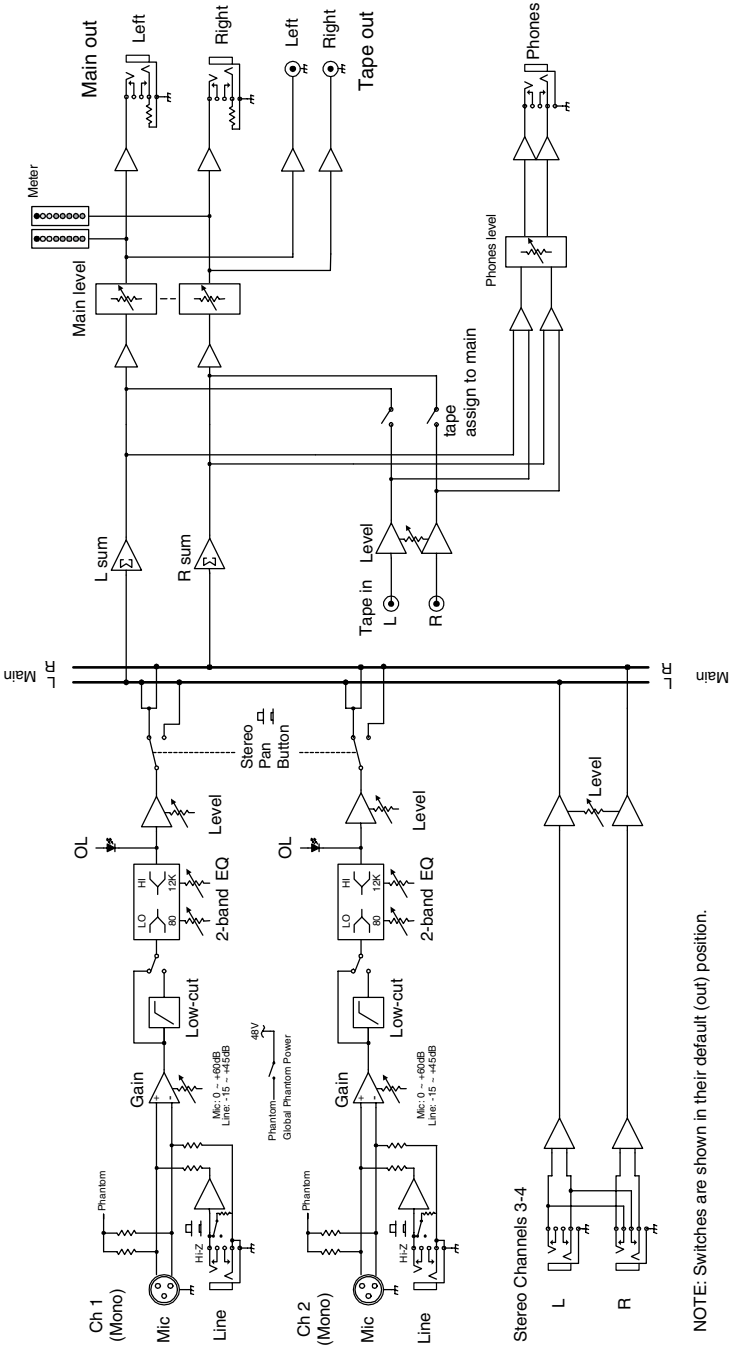 Ch 1
(Mono)
Mic
Line
Phantom
Hi-Z
+
-
Gain
Mic: 0 ~ +60dB
Line: -15 ~ +45dB
Low-cut
LO
HI
80
12K
2-band EQ
OL
Level
Phantom
48V
Global Phantom Power
Stereo
Pan
Button
Ch 2
(Mono)
Mic
Line
Phantom
Hi-Z
+
-
Gain
Mic: 0 ~ +60dB
Line: -15 ~ +45dB
Low-cut
LO
HI
80
12K
2-band EQ
OL
Level
Stereo Channels 3-4
L
R
Level
Main
L
R
Main
L
R
L sum
Σ
R sum
Σ
Tape in
L
R
Level
tape
assign to main
Main level
Meter
Main out
Left
Right
Left
Right
Tape out
Phones level
Phones
NOTE: Switches are shown in their default (out) position.